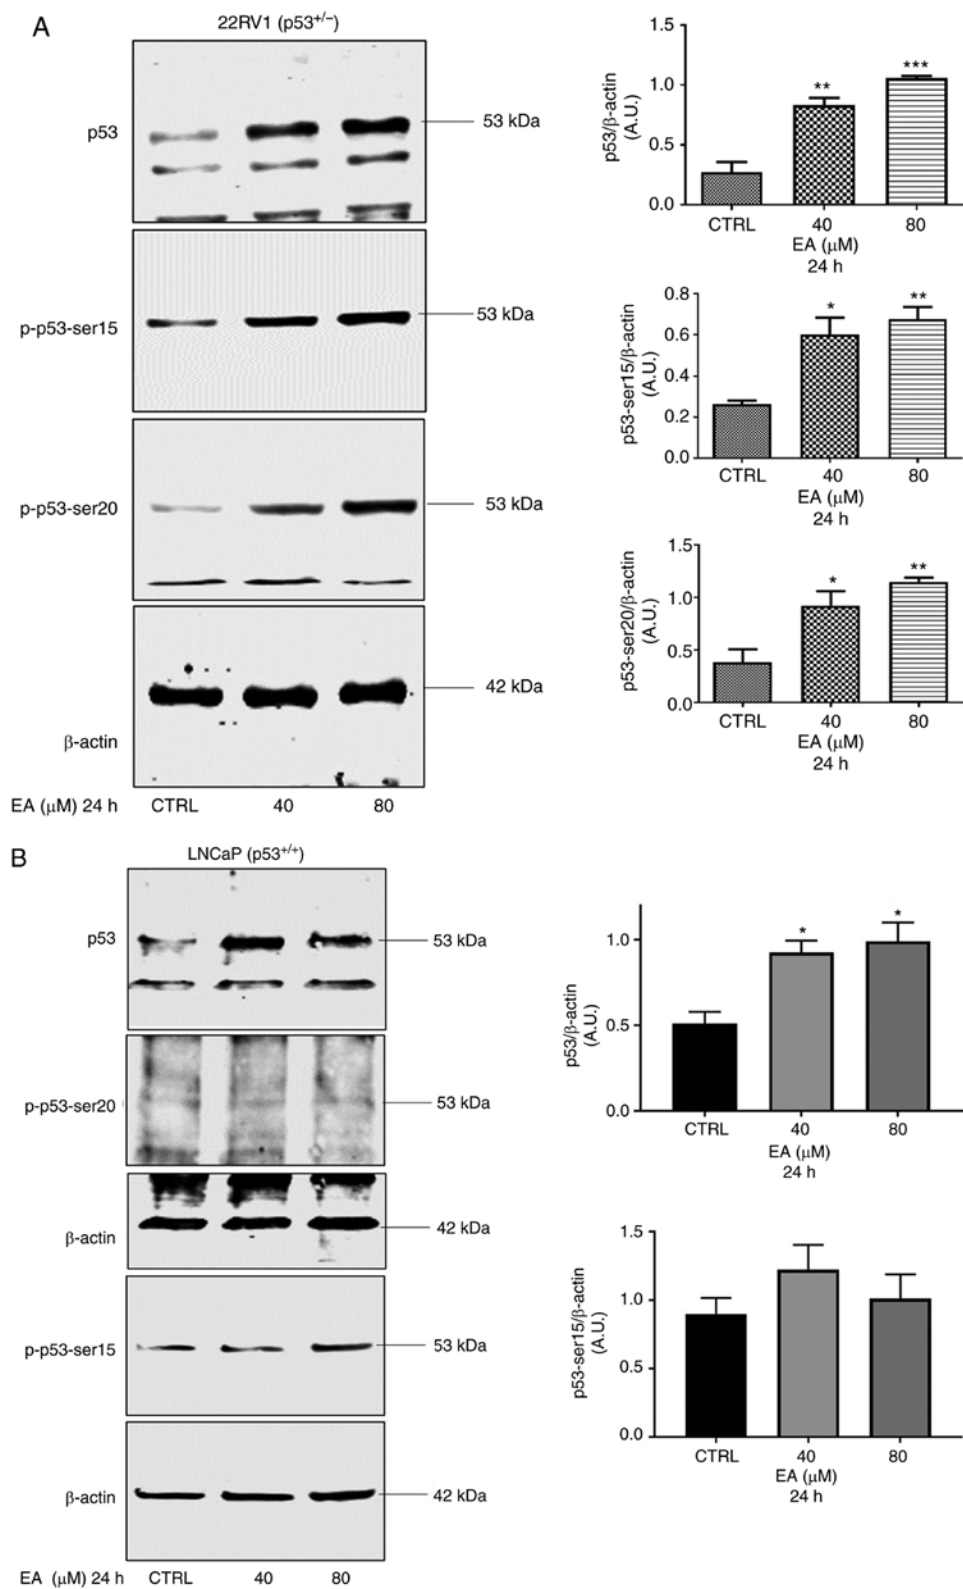 A
22RV1 (p53+/−)
p53
53 kDa
p-p53-ser15
53 kDa
p-p53-ser20
53 kDa
42 kDa
β-actin
EA (μM) 24 h CTRL 40 80
p53/β-actin
(A.U.)
1.5
1.0
0.5
0.0
** ***
CTRL 40 80
EA (μM)
24 h
p53-ser15/β-actin
(A.U.)
0.8
0.6
0.4
0.2
0.0
* **
CTRL 40 80
EA (μM)
24 h
p53-ser20/β-actin
(A.U.)
1.5
1.0
0.5
0.0
* **
CTRL 40 80
EA (μM)
24 h
B
LNCaP (p53+/+)
p53
53 kDa
p-p53-ser20
53 kDa
β-actin
42 kDa
p-p53-ser15
53 kDa
β-actin
42 kDa
EA (μM) 24 h CTRL 40 80
p53/β-actin
(A.U.)
1.0
0.5
0.0
* *
CTRL 40 80
EA (μM)
24 h
p53-ser15/β-actin
(A.U.)
1.5
1.0
0.5
0.0
CTRL 40 80
EA (μM)
24 h